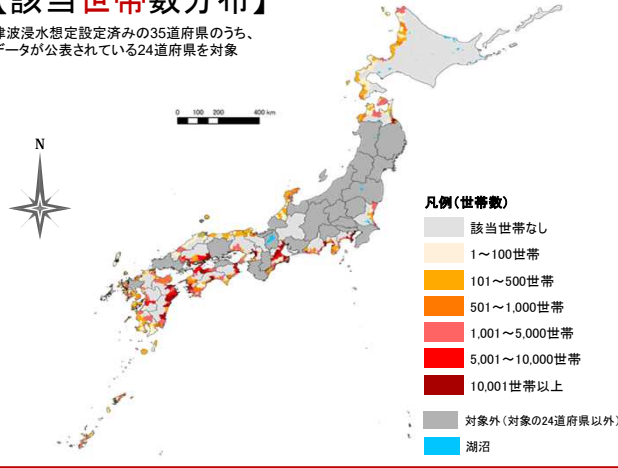 【該当世帯数分布】
津波浸水想定設定済みの35道府県のうち、
データが公表されている24道府県を対象
0 100 200 400 km
N
凡例(世帯数)
該当世帯なし
1～100世帯
101～500世帯
501～1,000世帯
1,001～5,000世帯
5,001～10,000世帯
10,001世帯以上
対象外(対象の24道府県以外)
湖沼